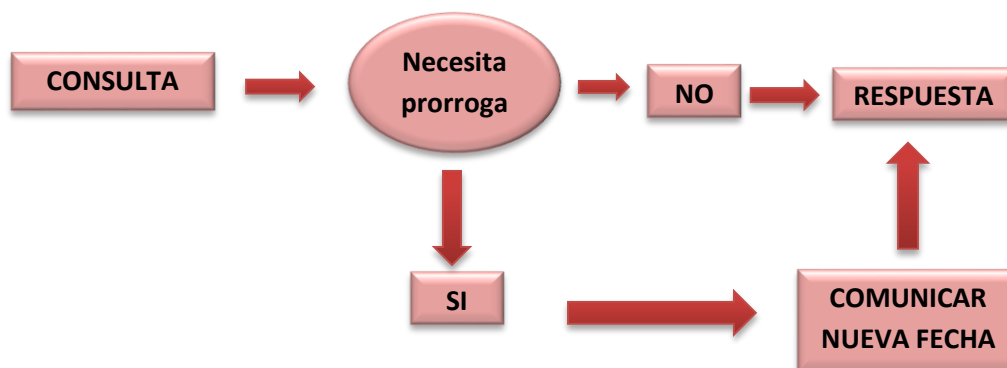 CONSULTA
Necesita
prorroga
NO
RESPUESTA
SI
COMUNICAR
NUEVA FECHA